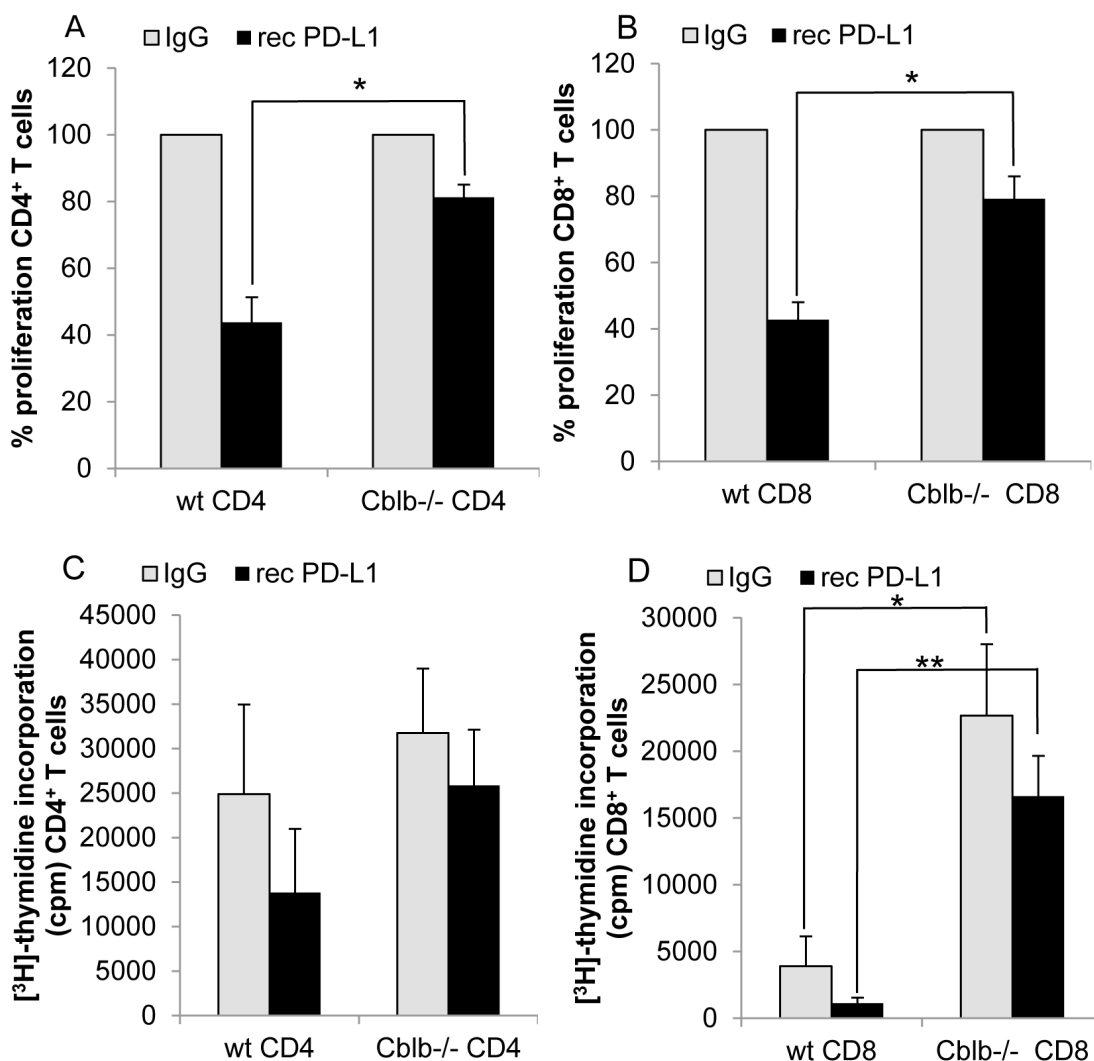 A
IgG rec PD-L1
120
100
80
60
40
20
0
% proliferation CD4⁺ T cells
*
wt CD4 Cblb-/- CD4
B
IgG rec PD-L1
120
100
80
60
40
20
0
% proliferation CD8⁺ T cells
*
wt CD8 Cblb-/- CD8
C
IgG rec PD-L1
45000
40000
35000
30000
25000
20000
15000
10000
5000
0
[³H]-thymidine incorporation
(cpm) CD4⁺ T cells
wt CD4 Cblb-/- CD4
D
IgG rec PD-L1
30000
25000
20000
15000
10000
5000
0
[³H]-thymidine incorporation
(cpm) CD8⁺ T cells
*
**
wt CD8 Cblb-/- CD8